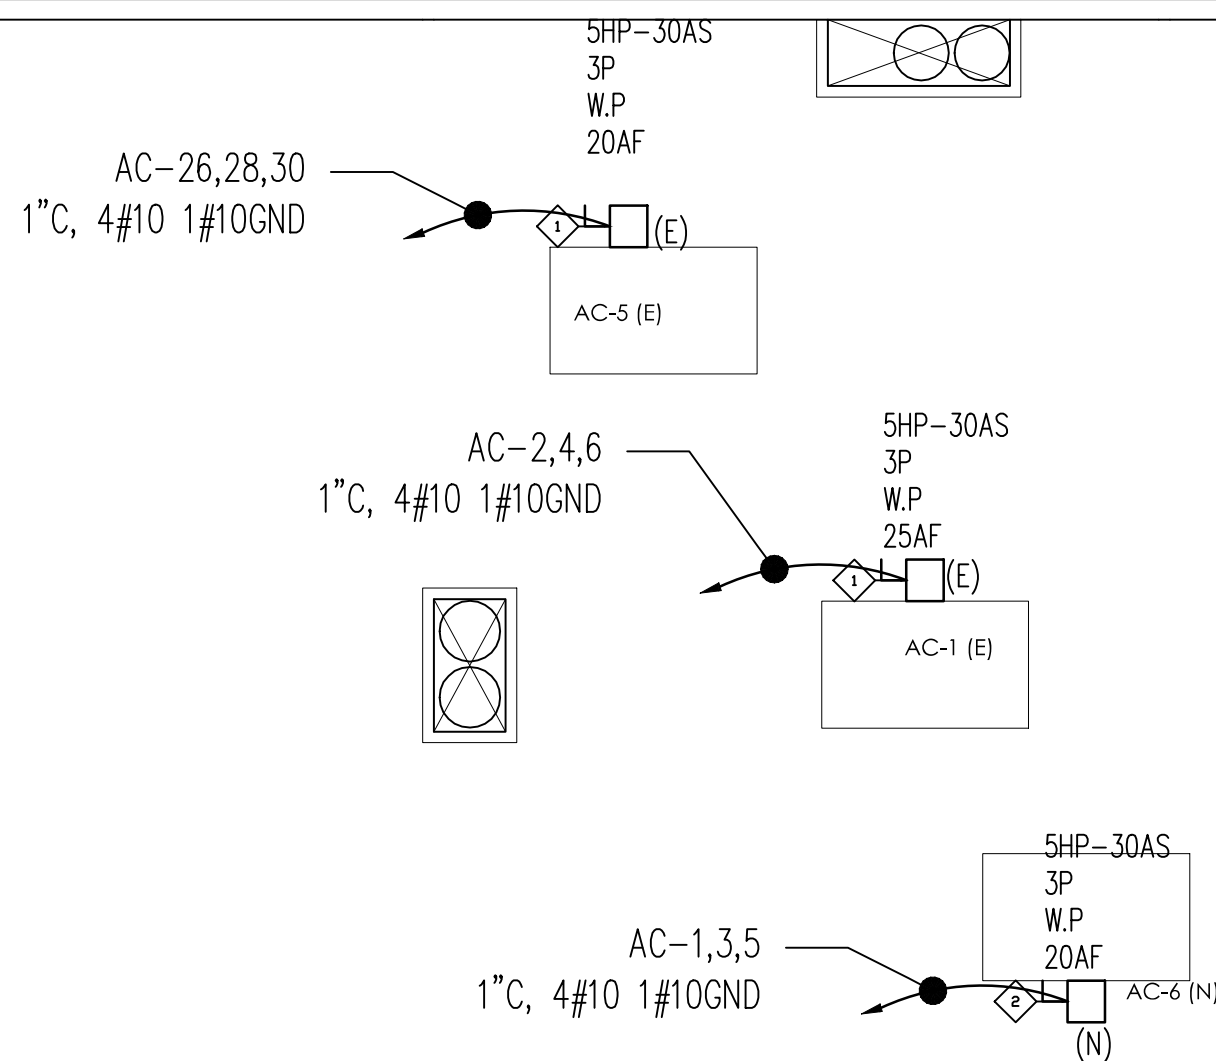 5HP-30AS
3P
W.P
20AF
AC-26,28,30
1"C, 4#10 1#10GND
1
(E)
AC-5 (E)
5HP-30AS
3P
W.P
25AF
AC-2,4,6
1"C, 4#10 1#10GND
1
(E)
AC-1 (E)
5HP-30AS
3P
W.P
20AF
AC-1,3,5
1"C, 4#10 1#10GND
2
AC-6 (N)
(N)